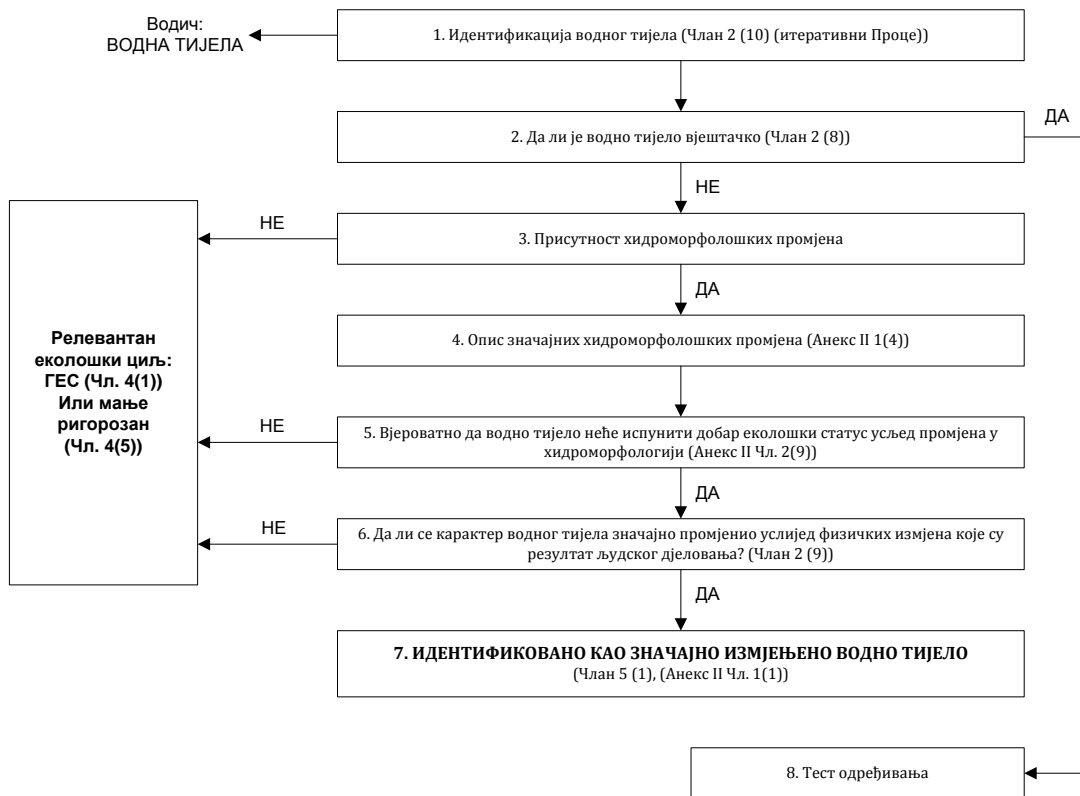 Водич:
ВОДНА ТИЈЕЛА
1. Идентификација водног тијела (Члан 2 (10) (итеративни Проце))
2. Да ли је водно тијело вјештачко (Члан 2 (8))
ДА
НЕ
3. Присутност хидроморфолошких промјена
НЕ
ДА
4. Опис значајних хидроморфолошких промјена (Анекс II 1(4))
Релевантан
еколошки циљ:
ГЕС (Чл. 4(1))
Или мање
ригорозан
(Чл. 4(5))
НЕ
5. Вјероватно да водно тијело неће испунити добар еколошки статус усљед промјена у
хидроморфологији (Анекс II Чл. 2(9))
ДА
НЕ
6. Да ли се карактер водног тијела значајно промјенио услијед физичких измјена које су
резултат људског дјеловања? (Члан 2 (9))
ДА
7. ИДЕНТИФИКОВАНО КАО ЗНАЧАЈНО ИЗМЈЕЊЕНО ВОДНО ТИЈЕЛО
(Члан 5 (1), (Анекс II Чл. 1(1))
8. Тест одређивања